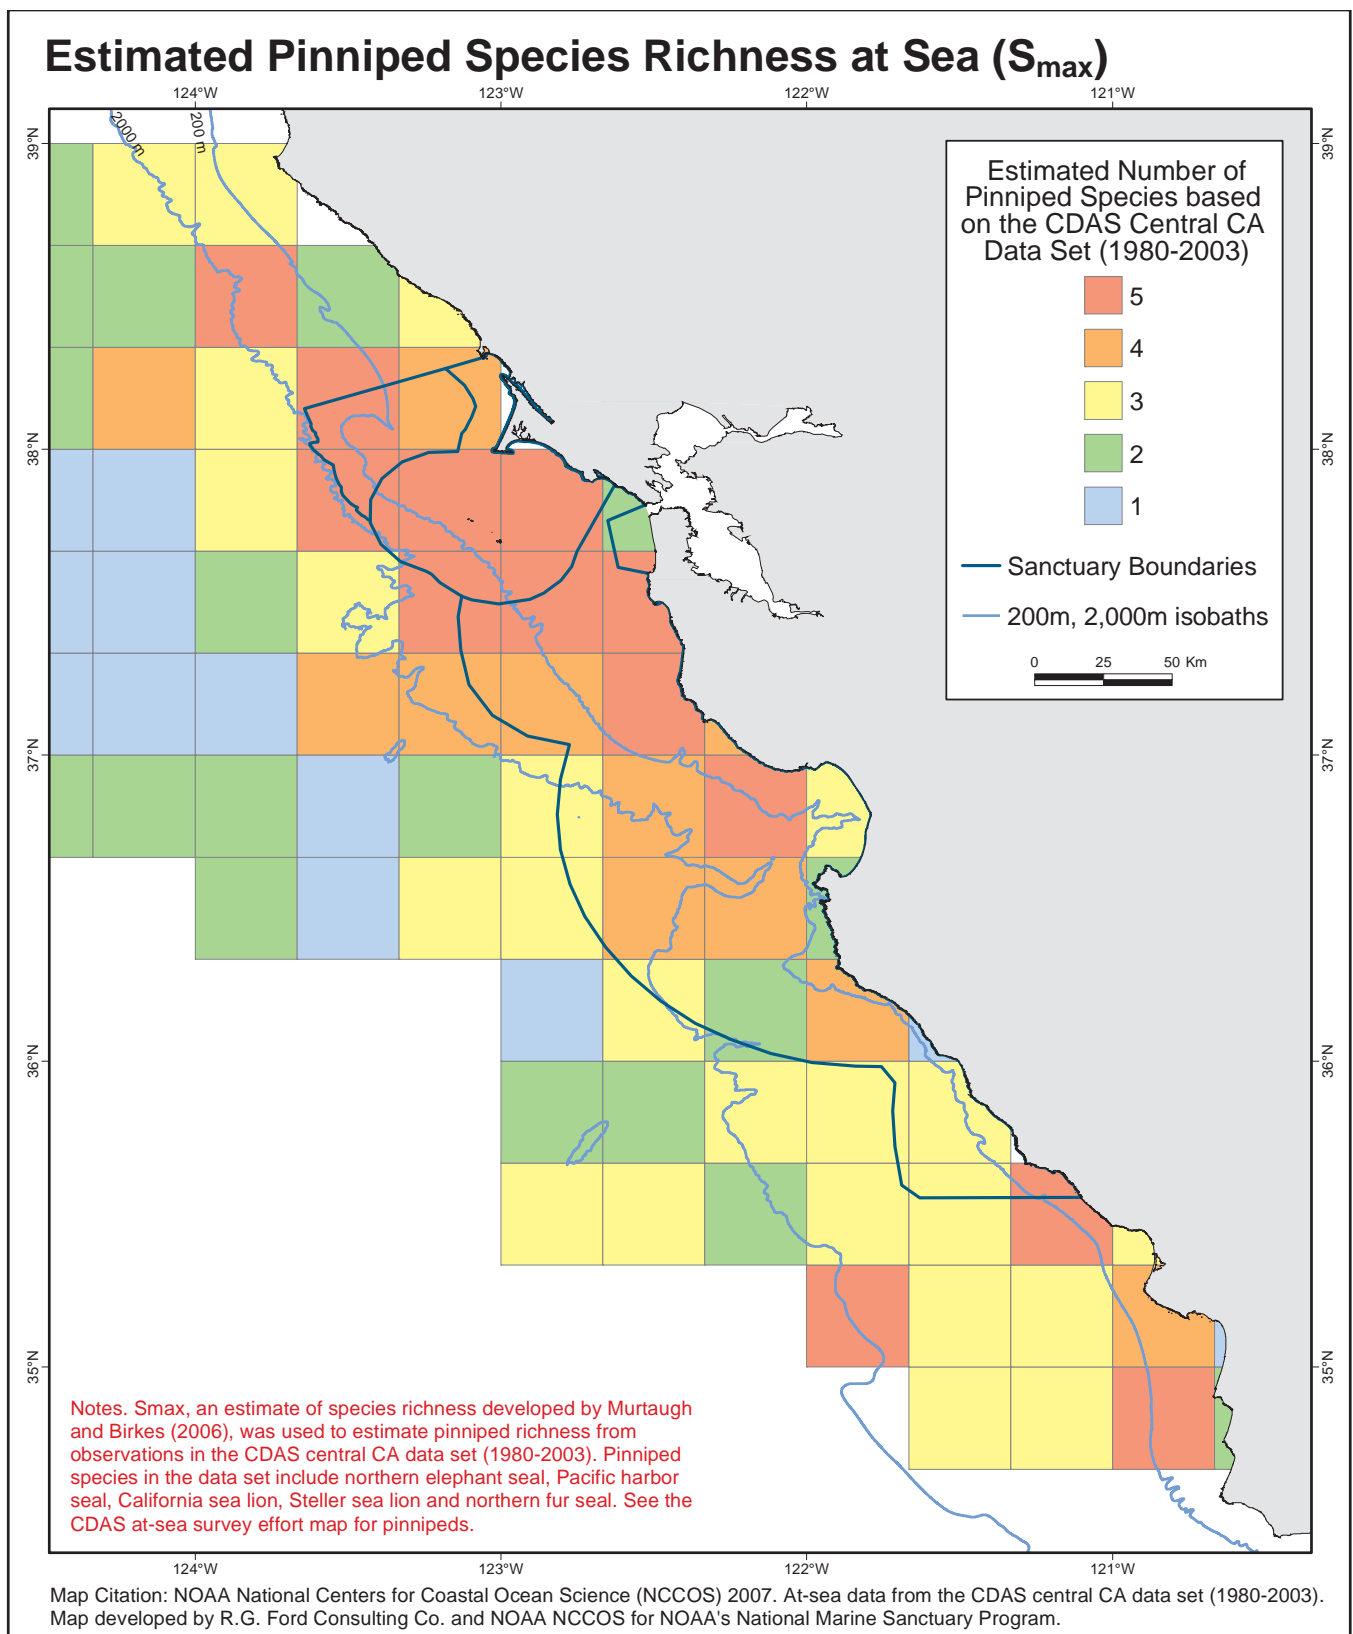 Estimated Pinniped Species Richness at Sea (Smax)
124°W 123°W 122°W 121°W
2000 m
200 m
39°N
38°N
37°N
36°N
35°N
39°N
38°N
37°N
36°N
35°N
Estimated Number of
Pinniped Species based
on the CDAS Central CA
Data Set (1980-2003)
5
4
3
2
1
Sanctuary Boundaries
200m, 2,000m isobaths
0 25 50 Km
Notes. Smax, an estimate of species richness developed by Murtaugh
and Birkes (2006), was used to estimate pinniped richness from
observations in the CDAS central CA data set (1980-2003). Pinniped
species in the data set include northern elephant seal, Pacific harbor
seal, California sea lion, Steller sea lion and northern fur seal. See the
CDAS at-sea survey effort map for pinnipeds.
124°W 123°W 122°W 121°W
Map Citation: NOAA National Centers for Coastal Ocean Science (NCCOS) 2007. At-sea data from the CDAS central CA data set (1980-2003).
Map developed by R.G. Ford Consulting Co. and NOAA NCCOS for NOAA's National Marine Sanctuary Program.